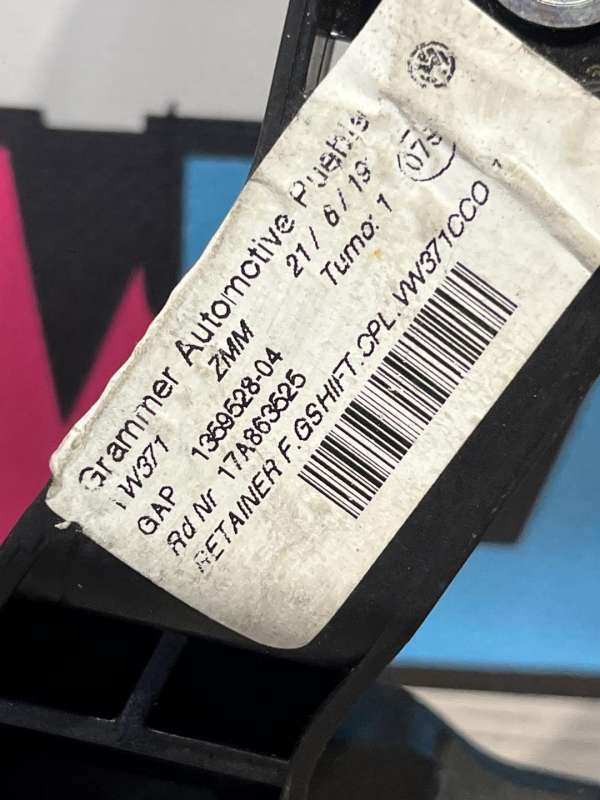 Grammer Automotive Puebla
VW371 ZMM 21/ 6/19
GAP 1369528-04 Turno: 1
Rd Nr 17A863525
RETAINER F.GSHIFT.CPL.VW371CCO